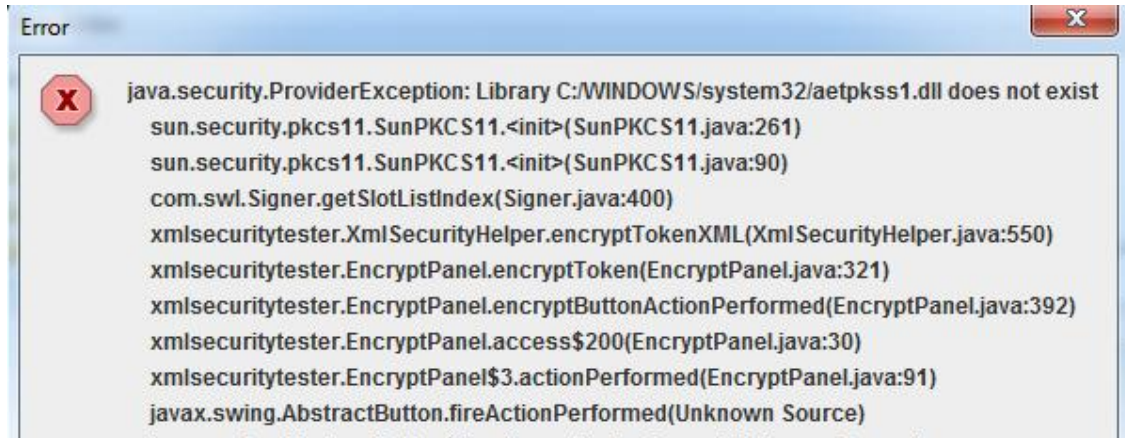 Error
java.security.ProviderException: Library C:/WINDOWS/system32/aetpkss1.dll does not exist
sun.security.pkcs11.SunPKCS11.<init>(SunPKCS11.java:261)
sun.security.pkcs11.SunPKCS11.<init>(SunPKCS11.java:90)
com.swl.Signer.getSlotListIndex(Signer.java:400)
xmlsecuritytester.XmlSecurityHelper.encryptTokenXML(XmlSecurityHelper.java:550)
xmlsecuritytester.EncryptPanel.encryptToken(EncryptPanel.java:321)
xmlsecuritytester.EncryptPanel.encryptButtonActionPerformed(EncryptPanel.java:392)
xmlsecuritytester.EncryptPanel.access$200(EncryptPanel.java:30)
xmlsecuritytester.EncryptPanel$3.actionPerformed(EncryptPanel.java:91)
javax.swing.AbstractButton.fireActionPerformed(Unknown Source)